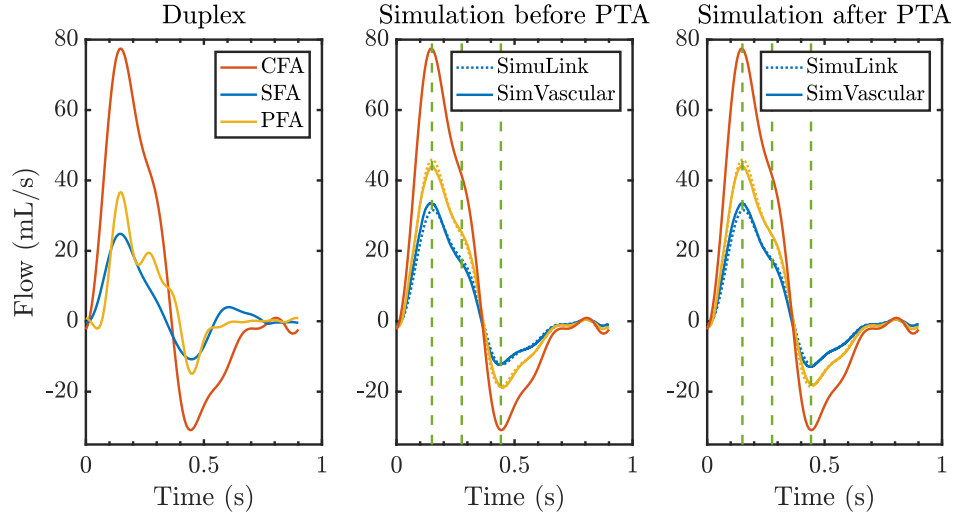 Duplex
Simulation before PTA
Simulation after PTA
Flow (mL/s)
80
60
40
20
0
-20
CFA
SFA
PFA
0
0.5
1
Time (s)
80
60
40
20
0
-20
SimuLink
SimVascular
0
0.5
1
Time (s)
80
60
40
20
0
-20
SimuLink
SimVascular
0
0.5
1
Time (s)